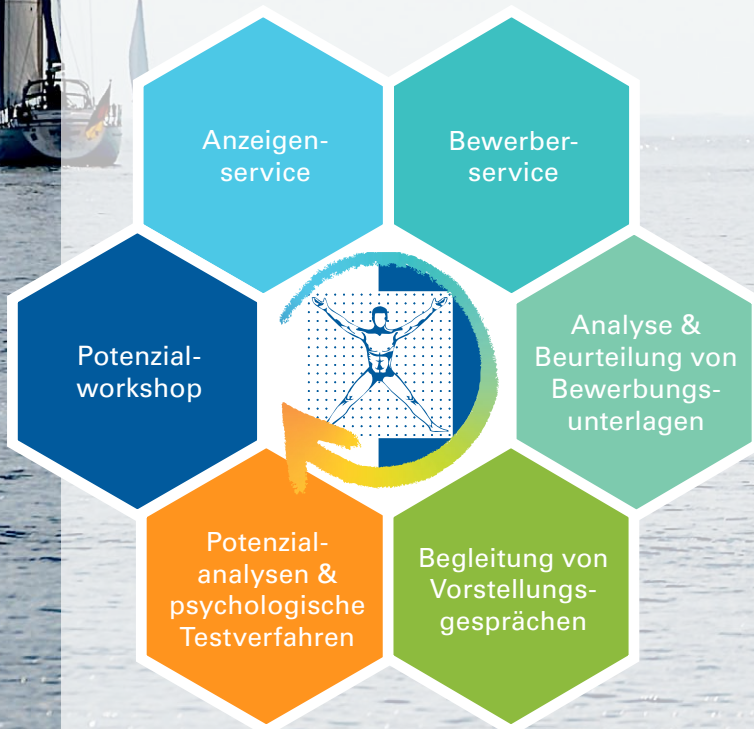 Anzeigen-
service
Bewerber-
service
Analyse &
Beurteilung von
Bewerbungs-
unterlagen
Begleitung von
Vorstellungs-
gesprächen
Potenzial-
analysen &
psychologische
Testverfahren
Potenzial-
workshop